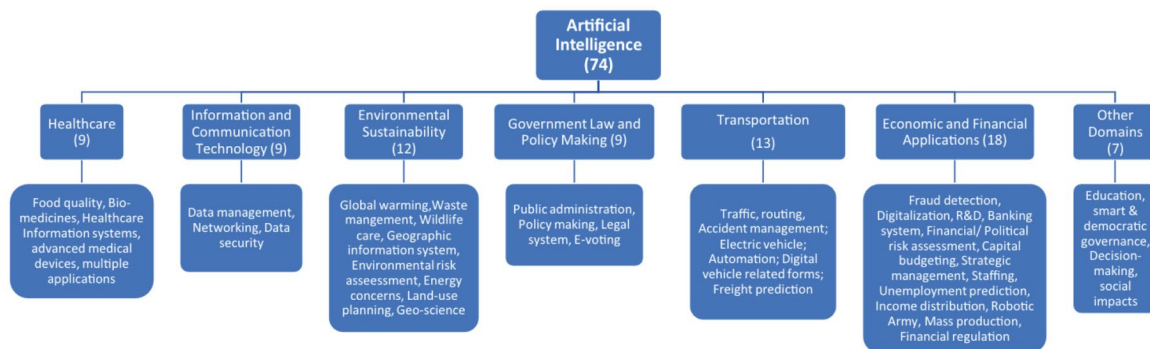 Artificial
Intelligence
(74)
Healthcare
(9)
Information and
Communication
Technology (9)
Environmental
Sustainability
(12)
Government Law and
Policy Making (9)
Transportation
(13)
Economic and Financial
Applications (18)
Other
Domains
(7)
Food quality, Bio-
medicines, Healthcare
Information systems,
advanced medical
devices, multiple
applications
Data management,
Networking, Data
security
Global warming,Waste
mangement, Wildlife
care, Geographic
information system,
Environmental risk
asseessment, Energy
concerns, Land-use
planning, Geo-science
Public administration,
Policy making, Legal
system, E-voting
Traffic, routing,
Accident management;
Electric vehicle;
Automation; Digital
vehicle related forms;
Freight prediction
Fraud detection,
Digitalization, R&D, Banking
system, Financial/ Political
risk assessment, Capital
budgeting, Strategic
management, Staffing,
Unemployment prediction,
Income distribution, Robotic
Army, Mass production,
Financial regulation
Education,
smart &
democratic
governance,
Decision-
making,
social
impacts